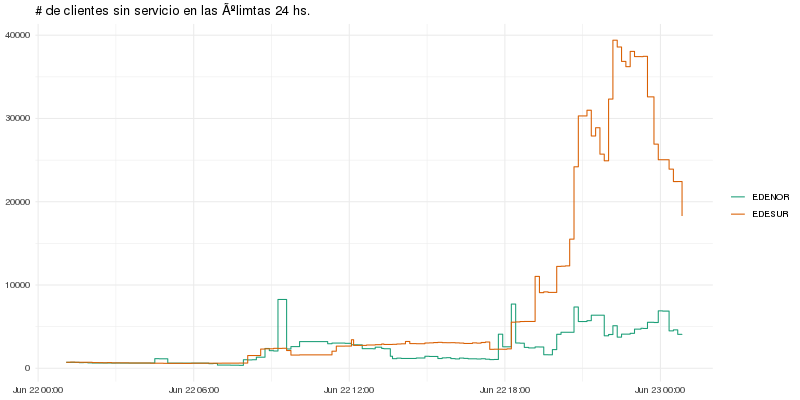 # de clientes sin servicio en las Ãºlimtas 24 hs.
40000
30000
20000
10000
0
Jun 22 00:00
Jun 22 06:00
Jun 22 12:00
Jun 22 18:00
Jun 23 00:00
EDENOR
EDESUR